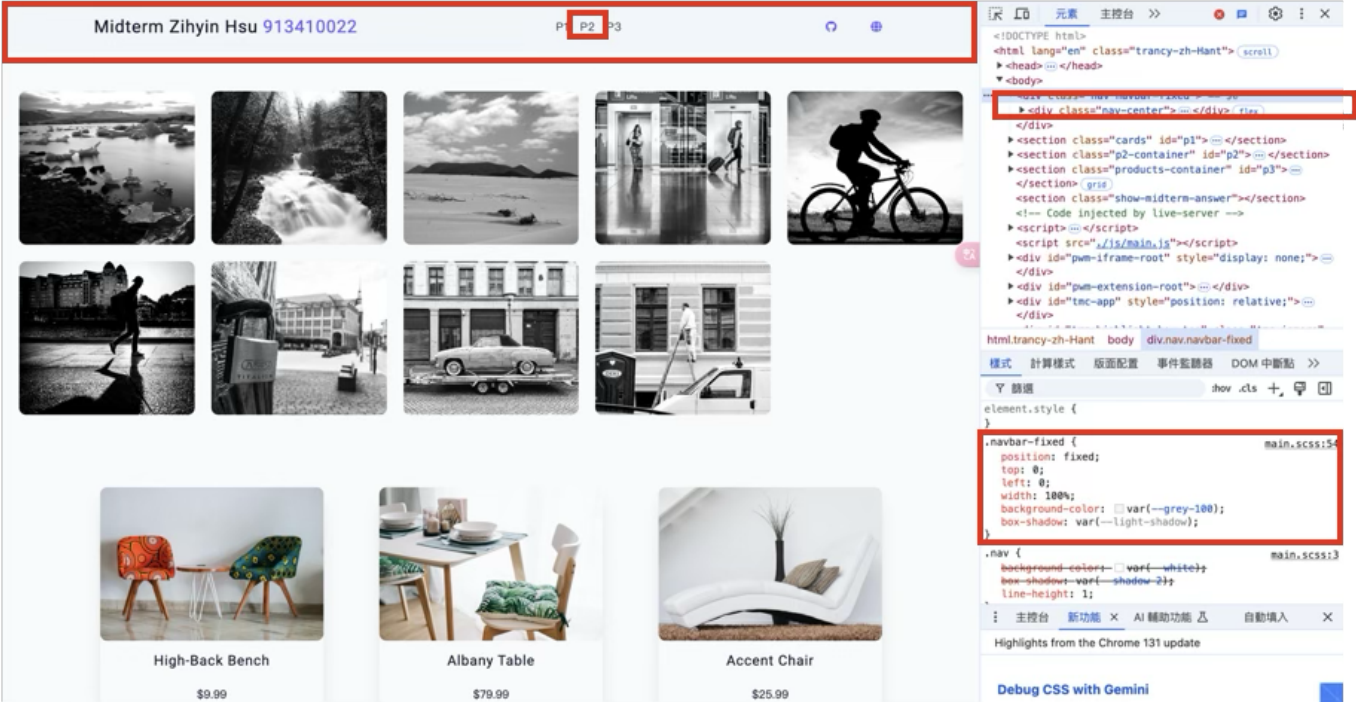 Midterm Zihyin Hsu 913410022
P1 P2 P3
High-Back Bench
$9.99
Albany Table
$79.99
Accent Chair
$25.99
元素 主控台
<!DOCTYPE html>
<html lang="en" class="trancy-zh-Hant"> scroll
<head> </head>
<body>
<div class="nav-center"> </div> flex
</div>
<section class="cards" id="p1"> </section>
<section class="p2-container" id="p2"> </section>
<section class="products-container" id="p3">
</section> grid
<section class="show-midterm-answer"></section>
<!-- Code injected by live-server -->
<script> </script>
<script src="./js/main.js"></script>
<div id="pwm-iframe-root" style="display: none;">
</div>
<div id="pwm-extension-root"> </div>
<div id="tmc-app" style="position: relative;">
</div>
html.trancy-zh-Hant body div.nav.navbar-fixed
樣式 計算樣式 版面配置 事件監聽器 DOM 中斷點
篩選 :hov .cls
element.style {
}
.navbar-fixed { main.scss:54
position: fixed;
top: 0;
left: 0;
width: 100%;
background-color: var(--grey-100);
box-shadow: var(--light-shadow);
}
.nav { main.scss:3
background-color: var(--white);
box-shadow: var(--shadow-2);
line-height: 1;
主控台 新功能 AI 輔助功能 自動填入
Highlights from the Chrome 131 update
Debug CSS with Gemini